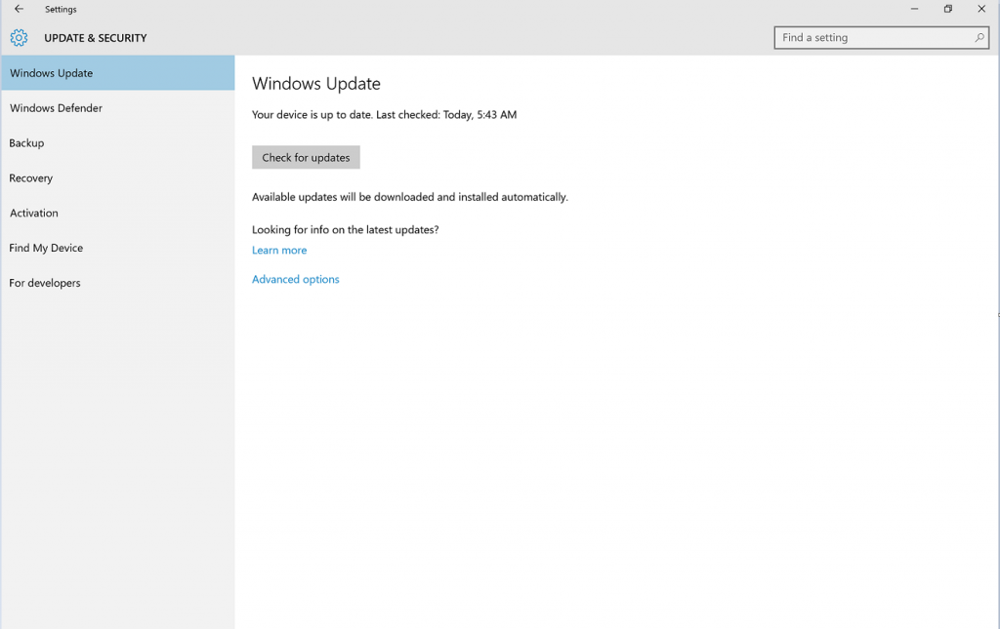 Settings
UPDATE & SECURITY
Find a setting
Windows Update
Windows Defender
Backup
Recovery
Activation
Find My Device
For developers
Windows Update
Your device is up to date. Last checked: Today, 5:43 AM
Check for updates
Available updates will be downloaded and installed automatically.
Looking for info on the latest updates?
Learn more
Advanced options